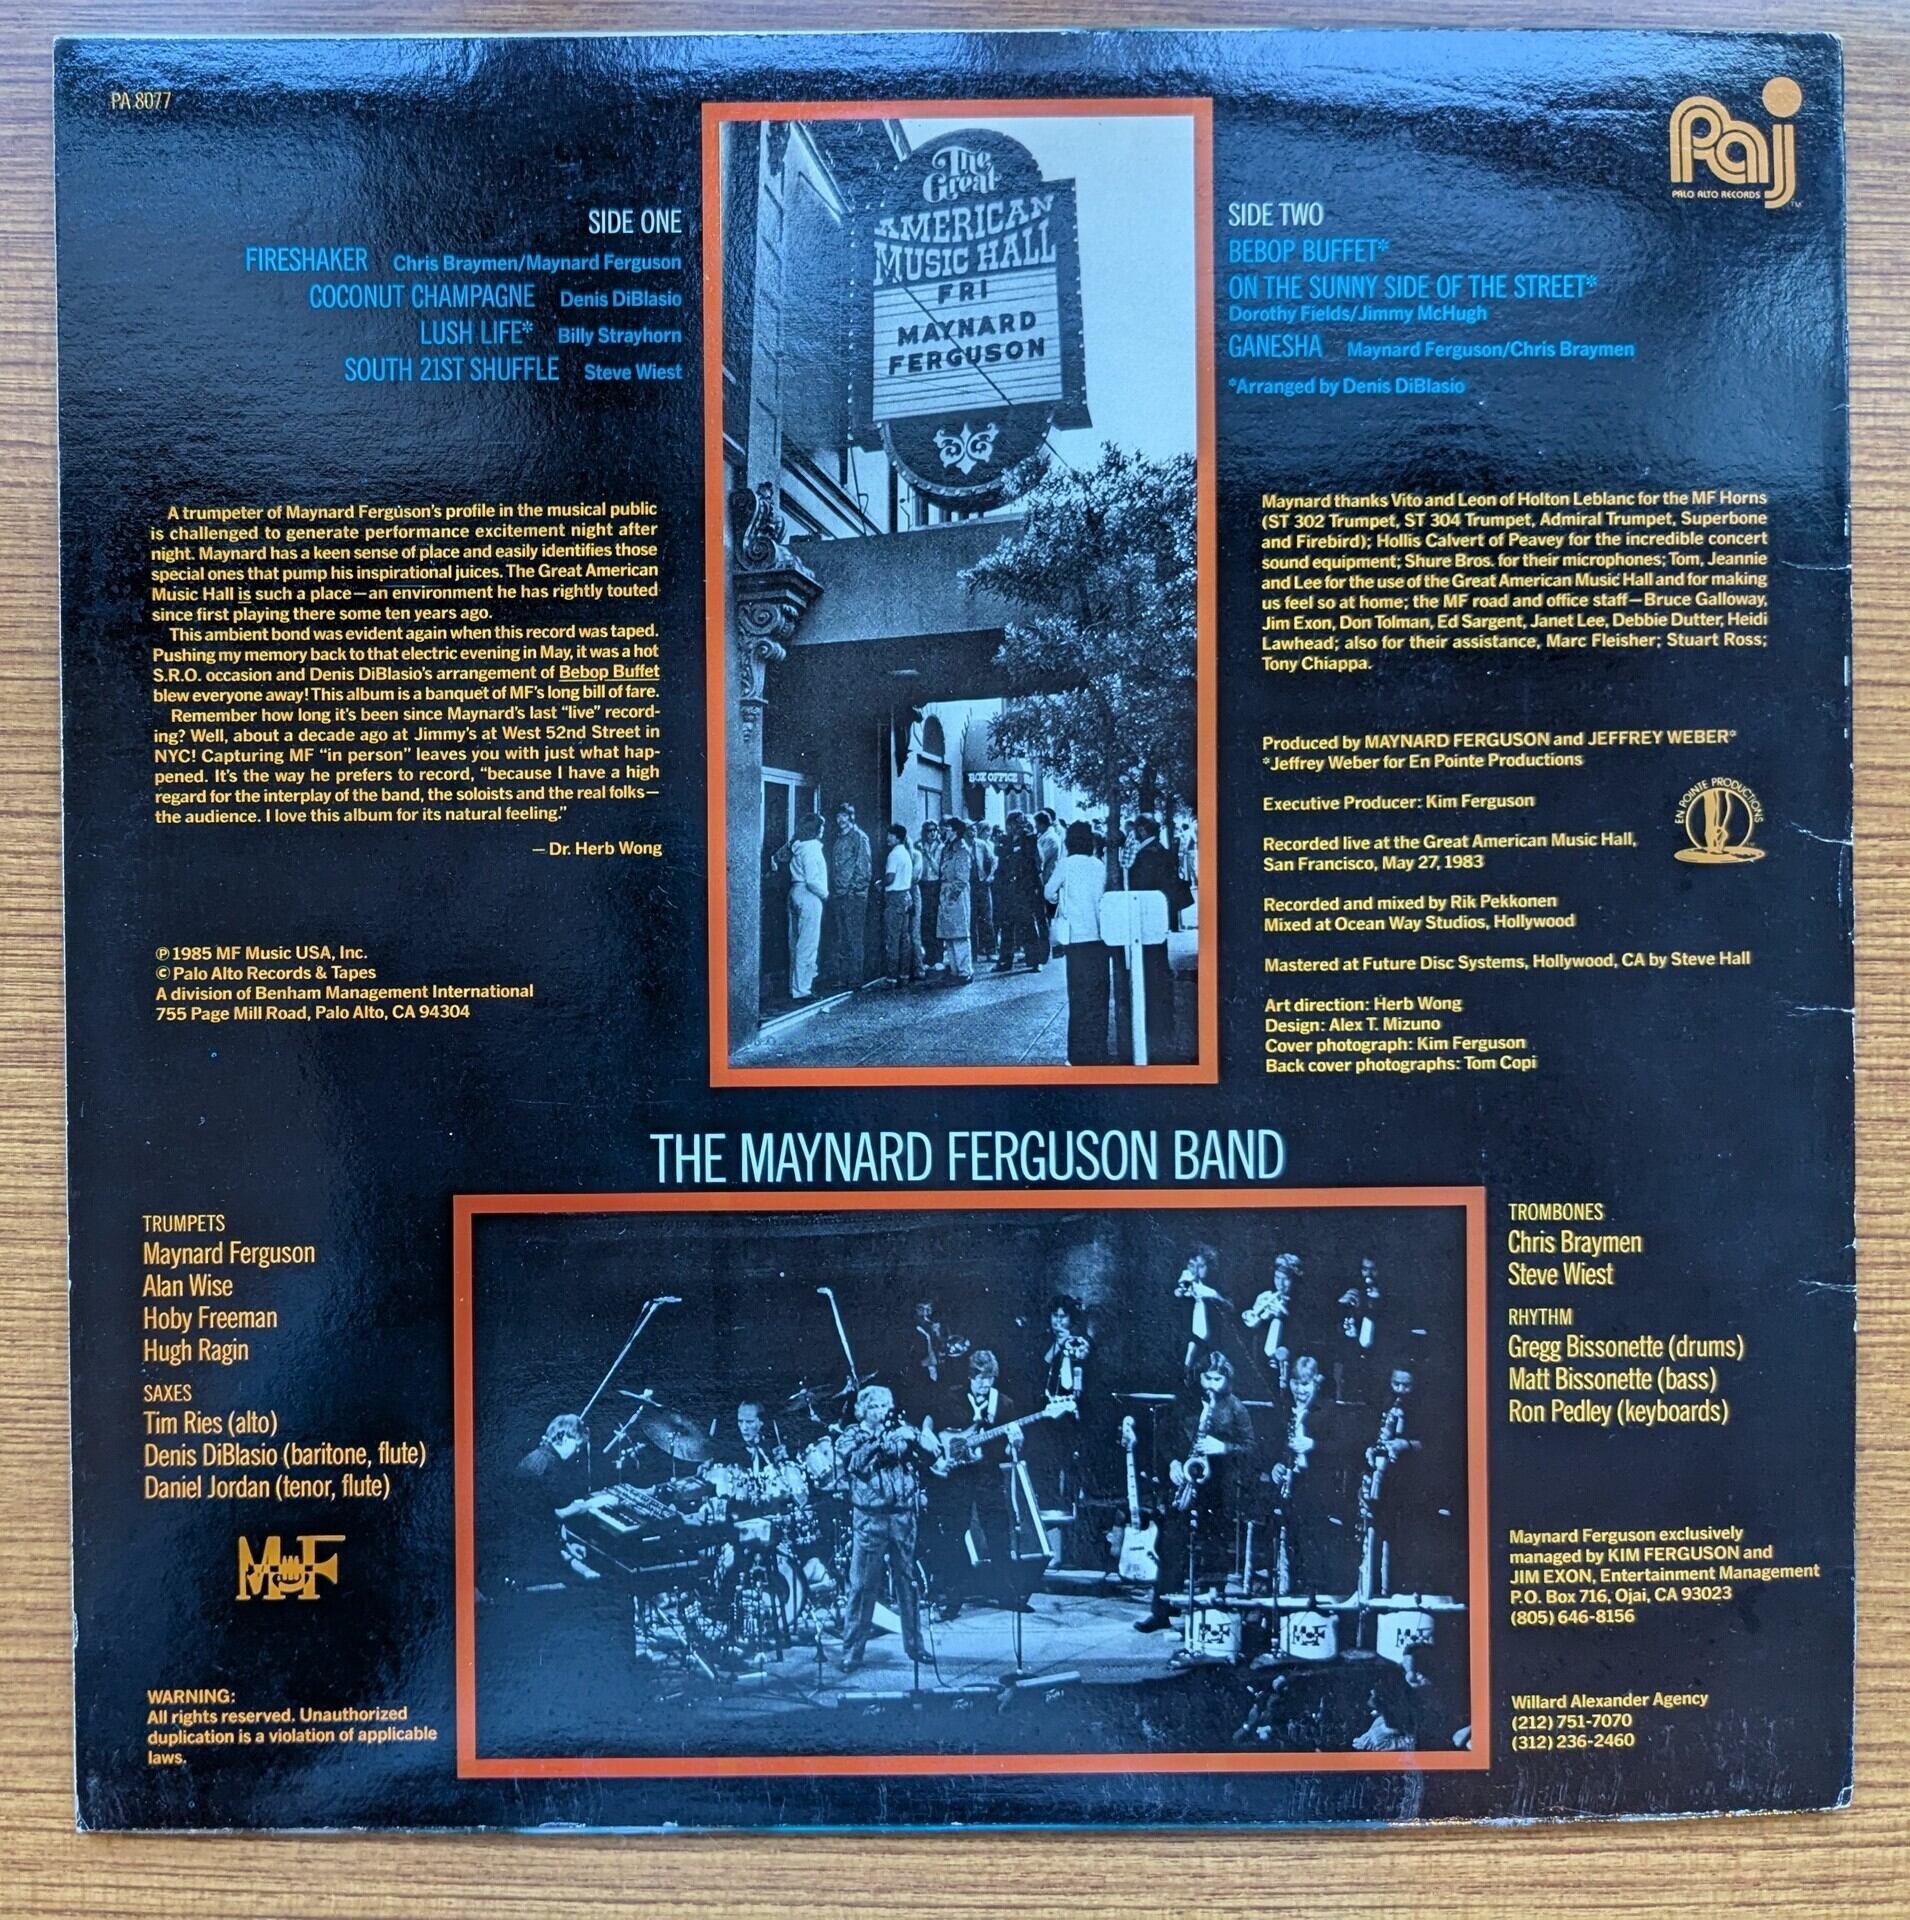 PA 8077
Paj
PALO ALTO RECORDS
TM
SIDE ONE
FIRESHAKER Chris Braymen/Maynard Ferguson
COCONUT CHAMPAGNE Denis DiBlasio
LUSH LIFE* Billy Strayhorn
SOUTH 21ST SHUFFLE Steve Wiest
The
Great
AMERICAN
MUSIC HALL
FRI
MAYNARD
FERGUSON
BOX OFFICE
SIDE TWO
BEBOP BUFFET*
ON THE SUNNY SIDE OF THE STREET*
Dorothy Fields/Jimmy McHugh
GANESHA Maynard Ferguson/Chris Braymen
*Arranged by Denis DiBlasio
A trumpeter of Maynard Ferguson's profile in the musical public
is challenged to generate performance excitement night after
night. Maynard has a keen sense of place and easily identifies those
special ones that pump his inspirational juices. The Great American
Music Hall is such a place—an environment he has rightly touted
since first playing there some ten years ago.
This ambient bond was evident again when this record was taped.
Pushing my memory back to that electric evening in May, it was a hot
S.R.O. occasion and Denis DiBlasio's arrangement of Bebop Buffet
blew everyone away! This album is a banquet of MF's long bill of fare.
Remember how long it's been since Maynard's last "live" record-
ing? Well, about a decade ago at Jimmy's at West 52nd Street in
NYC! Capturing MF "in person" leaves you with just what hap-
pened. It's the way he prefers to record, "because I have a high
regard for the interplay of the band, the soloists and the real folks—
the audience. I love this album for its natural feeling."
— Dr. Herb Wong
℗ 1985 MF Music USA, Inc.
© Palo Alto Records & Tapes
A division of Benham Management International
755 Page Mill Road, Palo Alto, CA 94304
Maynard thanks Vito and Leon of Holton Leblanc for the MF Horns
(ST 302 Trumpet, ST 304 Trumpet, Admiral Trumpet, Superbone
and Firebird); Hollis Calvert of Peavey for the incredible concert
sound equipment; Shure Bros. for their microphones; Tom, Jeannie
and Lee for the use of the Great American Music Hall and for making
us feel so at home; the MF road and office staff—Bruce Galloway,
Jim Exon, Don Tolman, Ed Sargent, Janet Lee, Debbie Dutter, Heidi
Lawhead; also for their assistance, Marc Fleisher; Stuart Ross;
Tony Chiappa.
Produced by MAYNARD FERGUSON and JEFFREY WEBER*
*Jeffrey Weber for En Pointe Productions
Executive Producer: Kim Ferguson
EN POINTE PRODUCTIONS
Recorded live at the Great American Music Hall,
San Francisco, May 27, 1983
Recorded and mixed by Rik Pekkonen
Mixed at Ocean Way Studios, Hollywood
Mastered at Future Disc Systems, Hollywood, CA by Steve Hall
Art direction: Herb Wong
Design: Alex T. Mizuno
Cover photograph: Kim Ferguson
Back cover photographs: Tom Copi
THE MAYNARD FERGUSON BAND
TRUMPETS
Maynard Ferguson
Alan Wise
Hoby Freeman
Hugh Ragin
SAXES
Tim Ries (alto)
Denis DiBlasio (baritone, flute)
Daniel Jordan (tenor, flute)
MF
WARNING:
All rights reserved. Unauthorized
duplication is a violation of applicable
laws.
MF
MF
MF
TROMBONES
Chris Braymen
Steve Wiest
RHYTHM
Gregg Bissonette (drums)
Matt Bissonette (bass)
Ron Pedley (keyboards)
Maynard Ferguson exclusively
managed by KIM FERGUSON and
JIM EXON, Entertainment Management
P.O. Box 716, Ojai, CA 93023
(805) 646-8156
Willard Alexander Agency
(212) 751-7070
(312) 236-2460